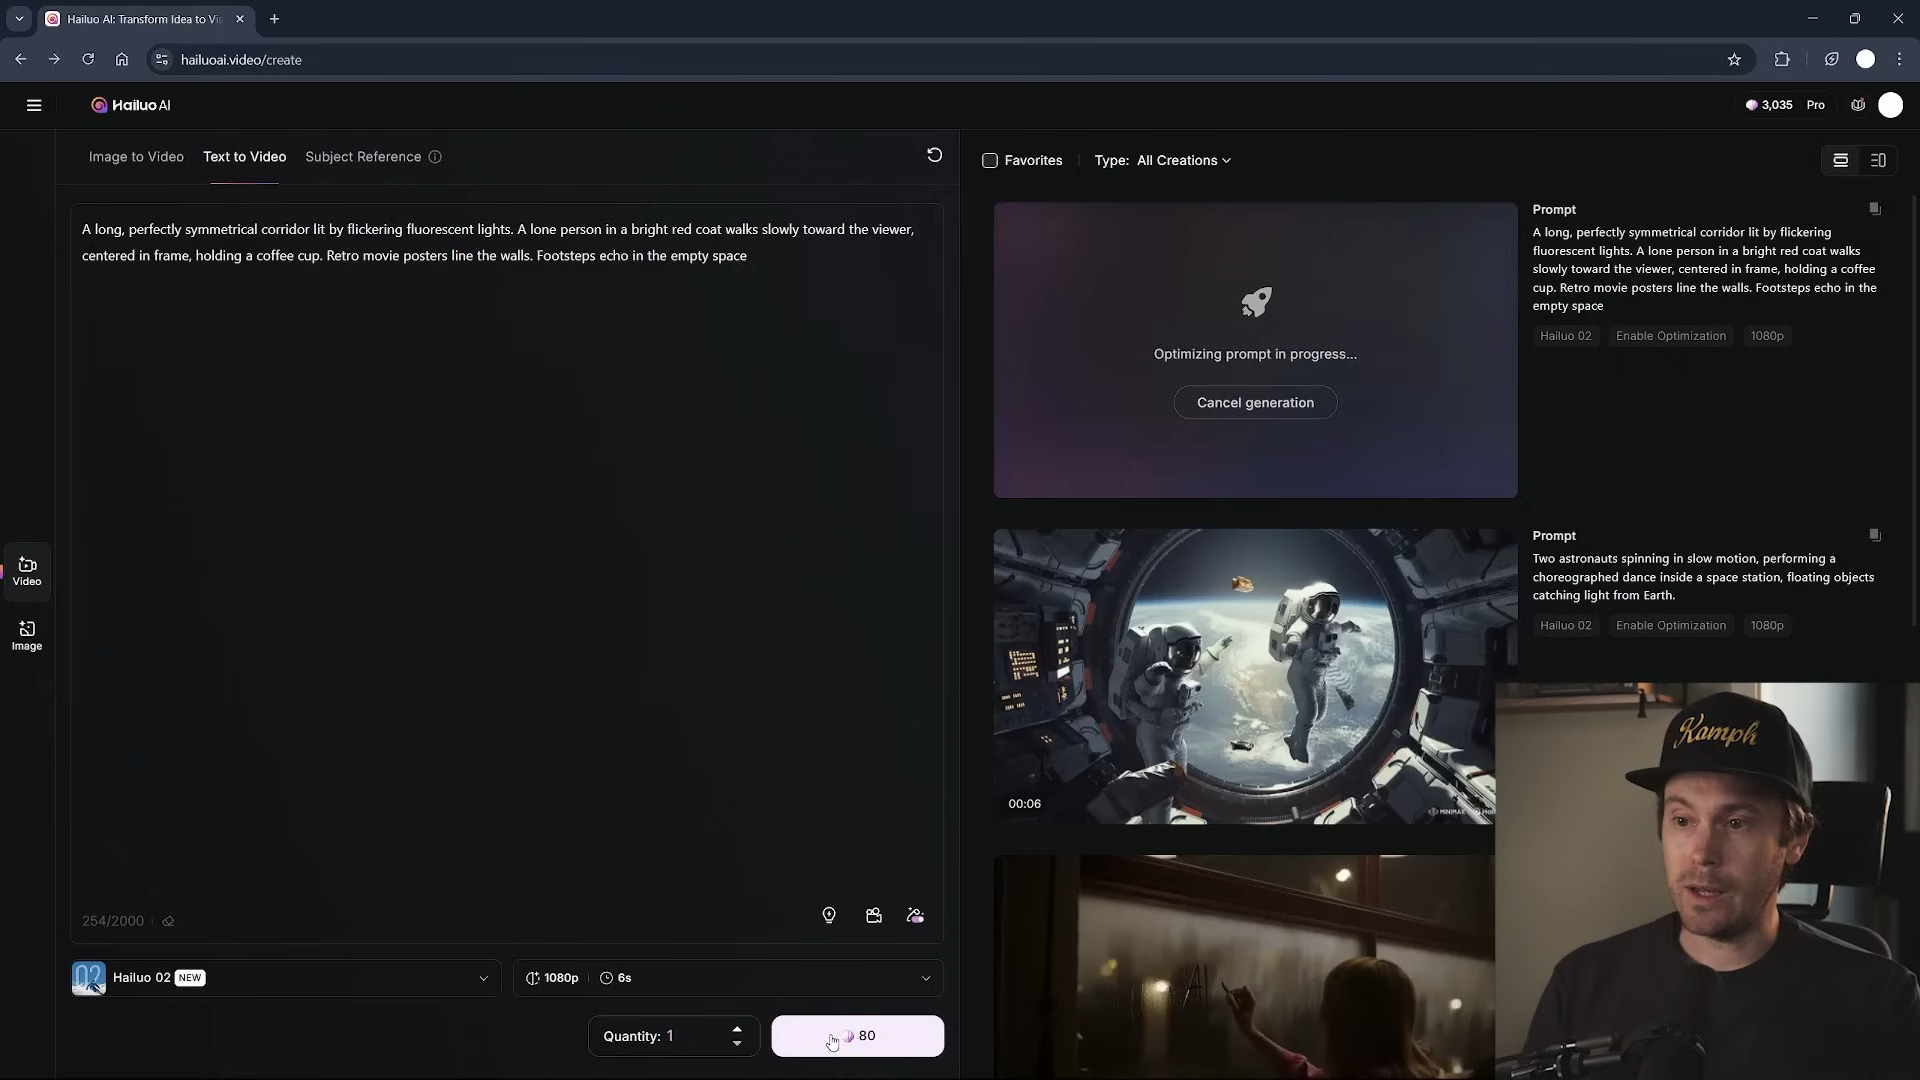 Hailuo AI: Transform Idea to Vis
hailuoai.video/create
Hailuo AI
3,035 Pro
Image to Video Text to Video Subject Reference
Favorites Type: All Creations
A long, perfectly symmetrical corridor lit by flickering fluorescent lights. A lone person in a bright red coat walks slowly toward the viewer,
centered in frame, holding a coffee cup. Retro movie posters line the walls. Footsteps echo in the empty space
Optimizing prompt in progress...
Cancel generation
Prompt
A long, perfectly symmetrical corridor lit by flickering
fluorescent lights. A lone person in a bright red coat walks
slowly toward the viewer, centered in frame, holding a coffee
cup. Retro movie posters line the walls. Footsteps echo in the
empty space
Hailuo 02 Enable Optimization 1080p
Prompt
Two astronauts spinning in slow motion, performing a
choreographed dance inside a space station, floating objects
catching light from Earth.
Hailuo 02 Enable Optimization 1080p
00:06
MINIMAX
Video
Image
254/2000
02
Hailuo 02 NEW
1080p 6s
Quantity: 1
80
Kamph
AI